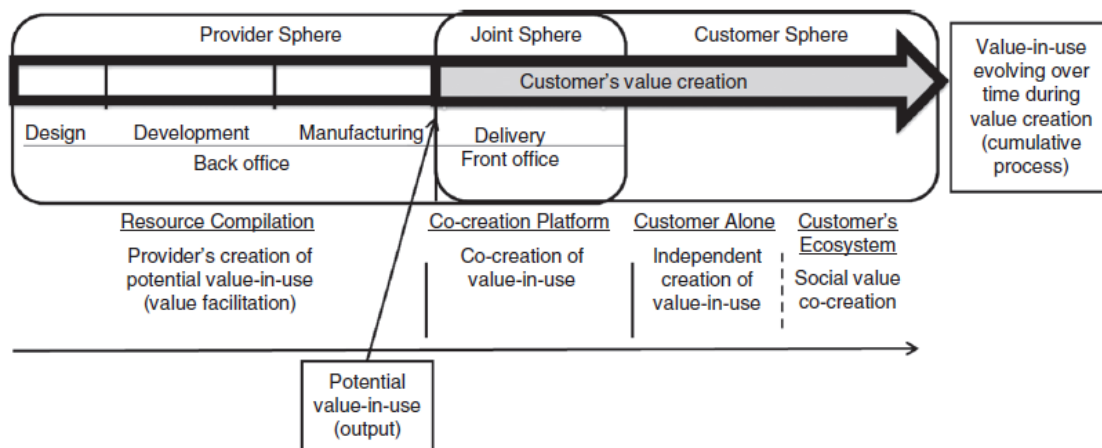 Provider Sphere
Joint Sphere
Customer Sphere
Customer's value creation
Value-in-use
evolving over
time during
value creation
(cumulative
process)
Design
Development
Manufacturing
Delivery
Back office
Front office
Resource Compilation
Provider's creation of
potential value-in-use
(value facilitation)
Co-creation Platform
Co-creation of
value-in-use
Customer Alone
Independent
creation of
value-in-use
Customer's
Ecosystem
Social value
co-creation
Potential
value-in-use
(output)